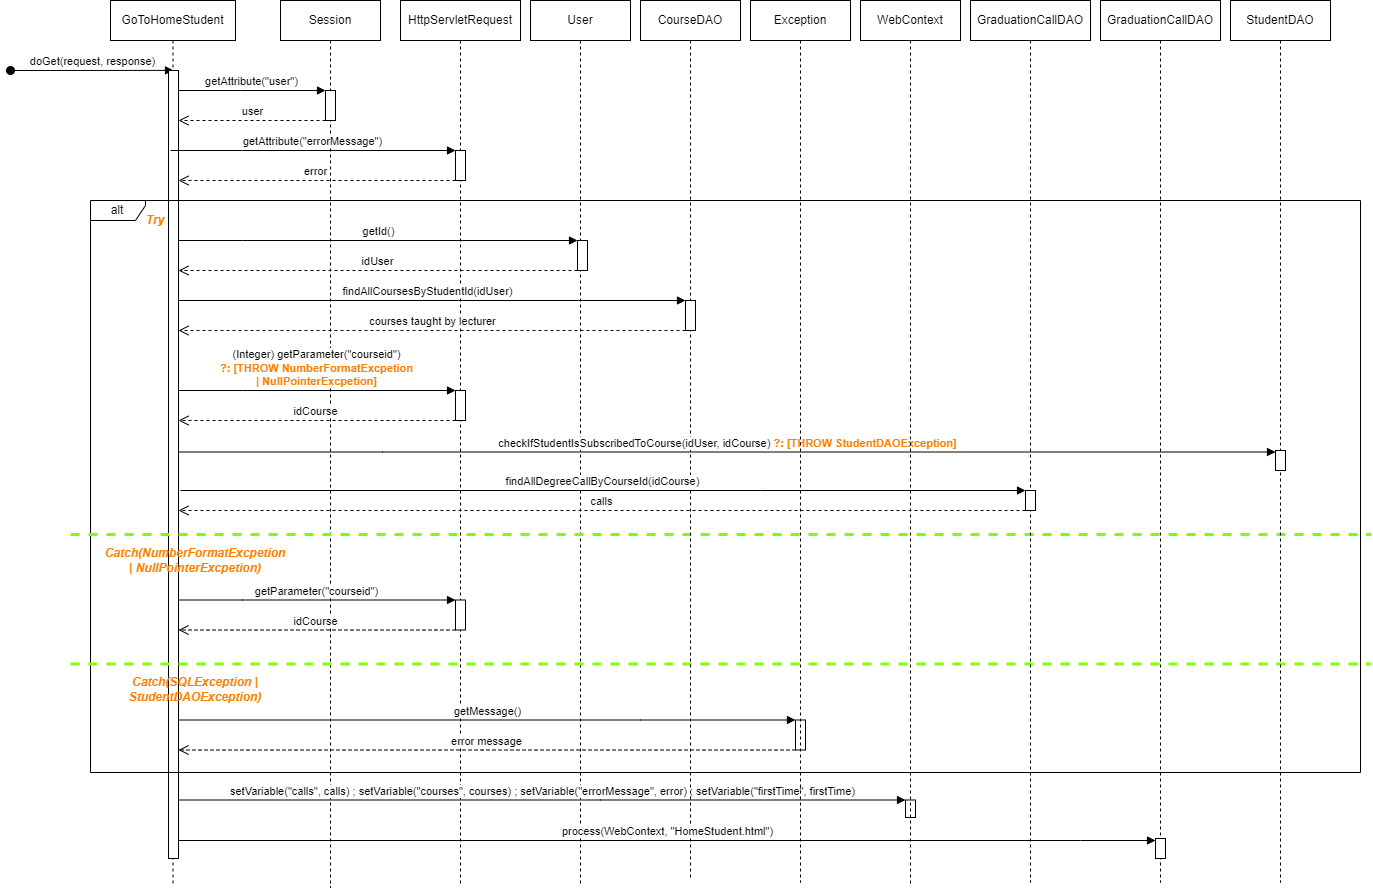 GoToHomeStudent
Session
HttpServletRequest
User
CourseDAO
Exception
WebContext
GraduationCallDAO
GraduationCallDAO
StudentDAO
doGet(request, response)
getAttribute("user")
user
getAttribute("errorMessage")
error
alt
Try
getId()
idUser
findAllCoursesByStudentId(idUser)
courses taught by lecturer
(Integer) getParameter("courseid")
?: [THROW NumberFormatExcpetion
| NullPointerExcpetion]
idCourse
checkIfStudentIsSubscribedToCourse(idUser, idCourse) ?: [THROW StudentDAOException]
findAllDegreeCallByCourseId(idCourse)
calls
Catch(NumberFormatExcpetion
| NullPointerExcpetion)
getParameter("courseid")
idCourse
Catch(SQLException |
StudentDAOException)
getMessage()
error message
setVariable("calls", calls) ; setVariable("courses", courses) ; setVariable("errorMessage", error) ; setVariable("firstTime", firstTime)
process(WebContext, "HomeStudent.html")